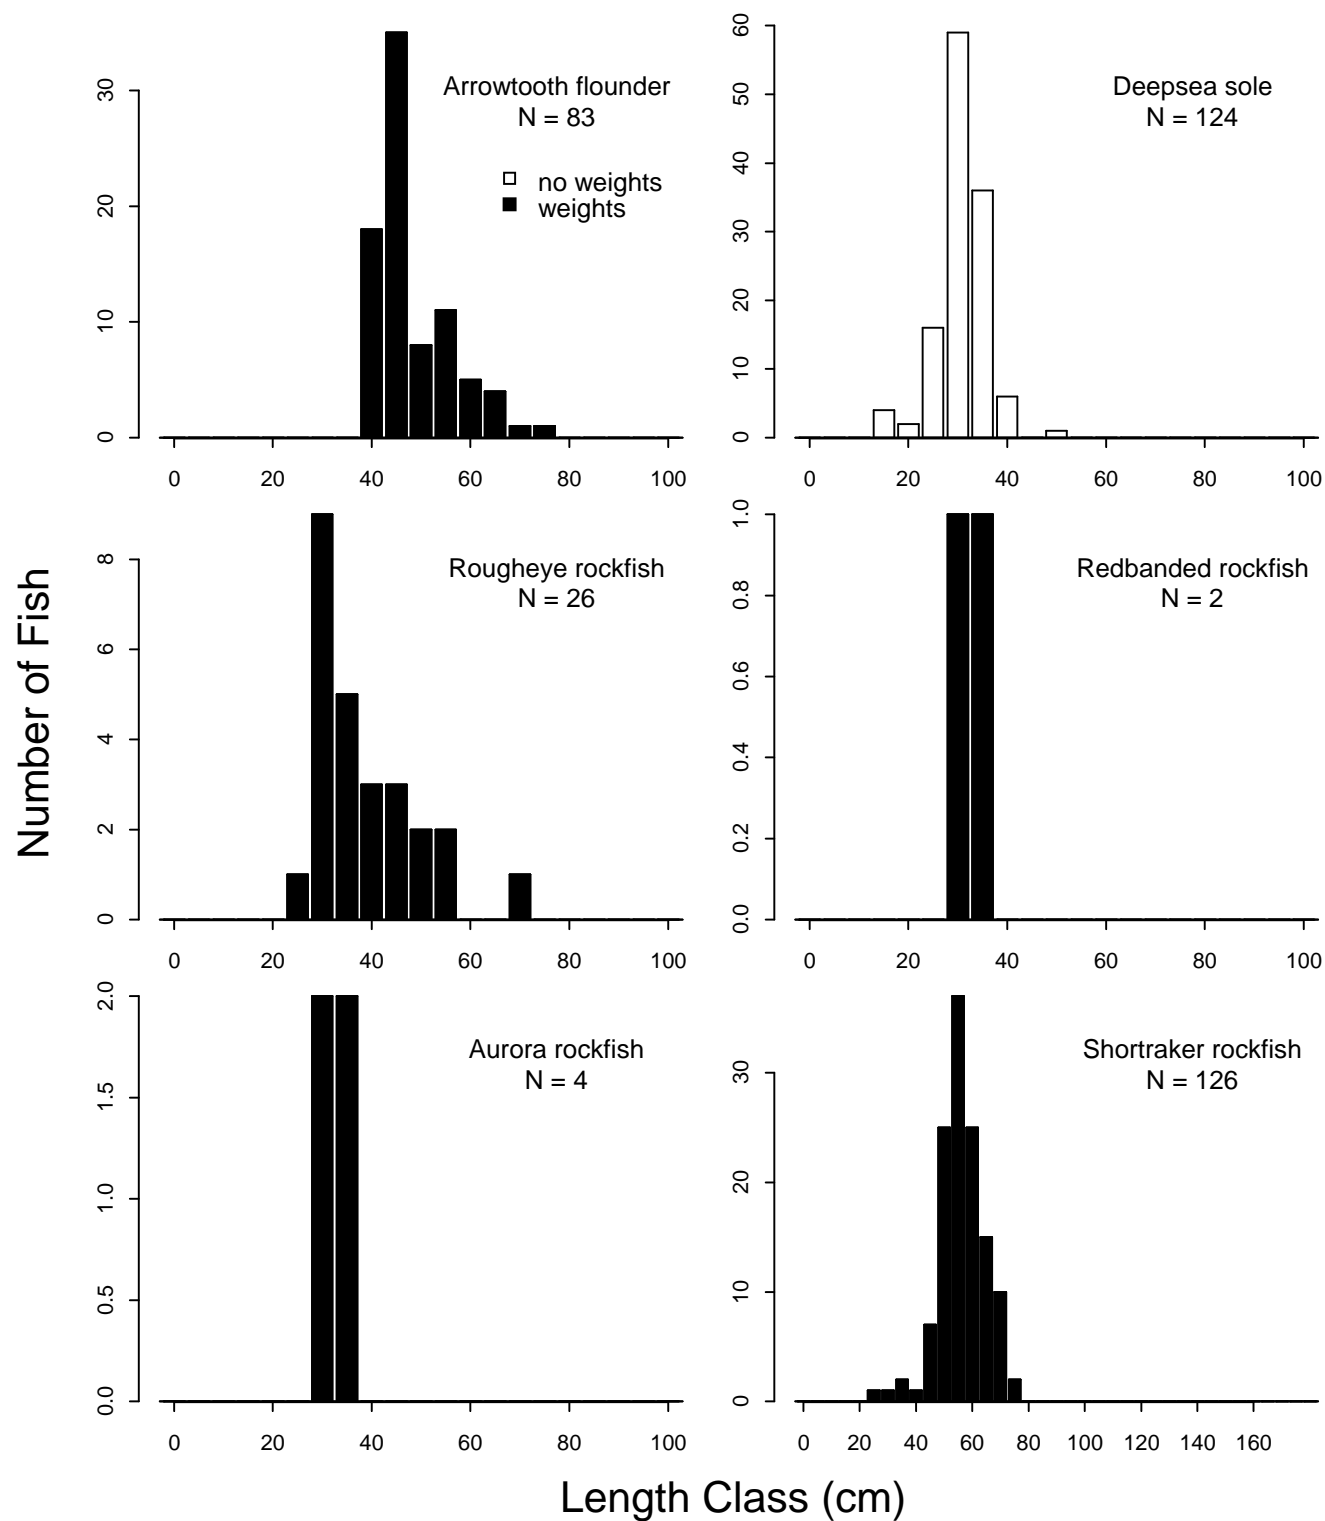 Arrowtooth flounder
N = 83
no weights
weights
0 10 20 30
0 20 40 60 80 100
Deepsea sole
N = 124
0 10 20 30 40 50 60
0 20 40 60 80 100
Number of Fish
Rougheye rockfish
N = 26
0 2 4 6 8
0 20 40 60 80 100
Redbanded rockfish
N = 2
0.0 0.2 0.4 0.6 0.8 1.0
0 20 40 60 80 100
Aurora rockfish
N = 4
0.0 0.5 1.0 1.5 2.0
0 20 40 60 80 100
Shortraker rockfish
N = 126
0 10 20 30
0 20 40 60 80 100 120 140 160
Length Class (cm)